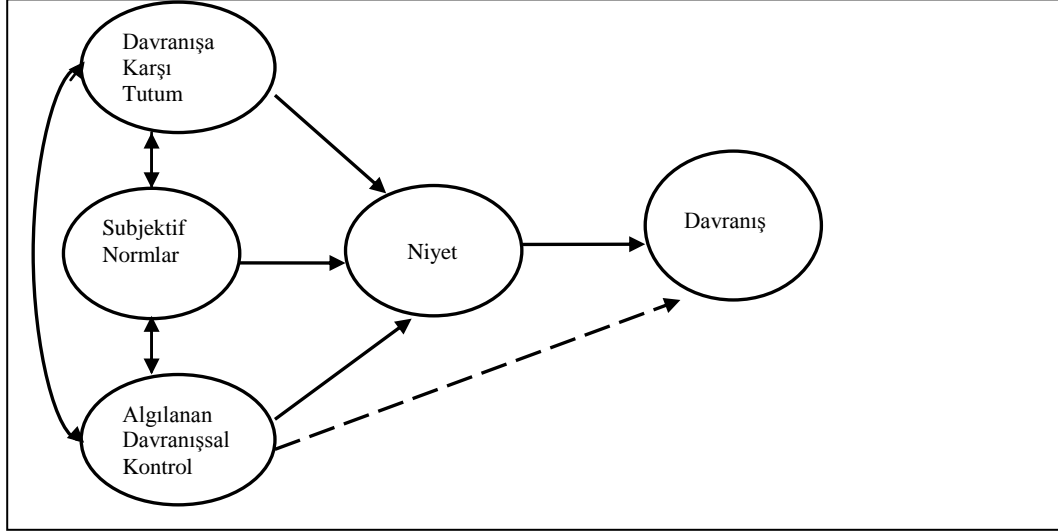 Davranışa
Karşı
Tutum
Subjektif
Normlar
Niyet
Davranış
Algılanan
Davranışsal
Kontrol